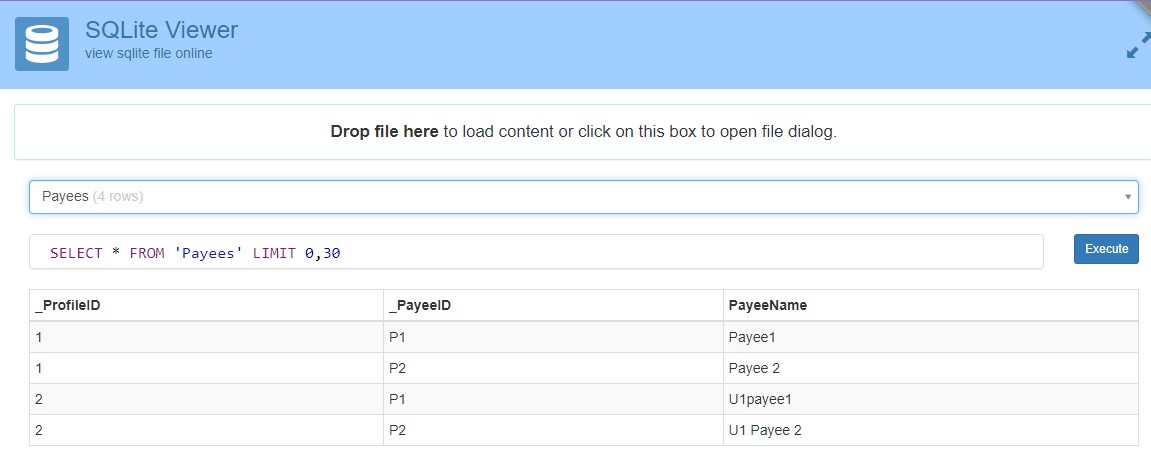 SQLite Viewer
view sqlite file online
Drop file here to load content or click on this box to open file dialog.
Payees (4 rows)
SELECT * FROM 'Payees' LIMIT 0,30
Execute
_ProfileID _PayeeID PayeeName
1 P1 Payee1
1 P2 Payee 2
2 P1 U1payee1
2 P2 U1 Payee 2